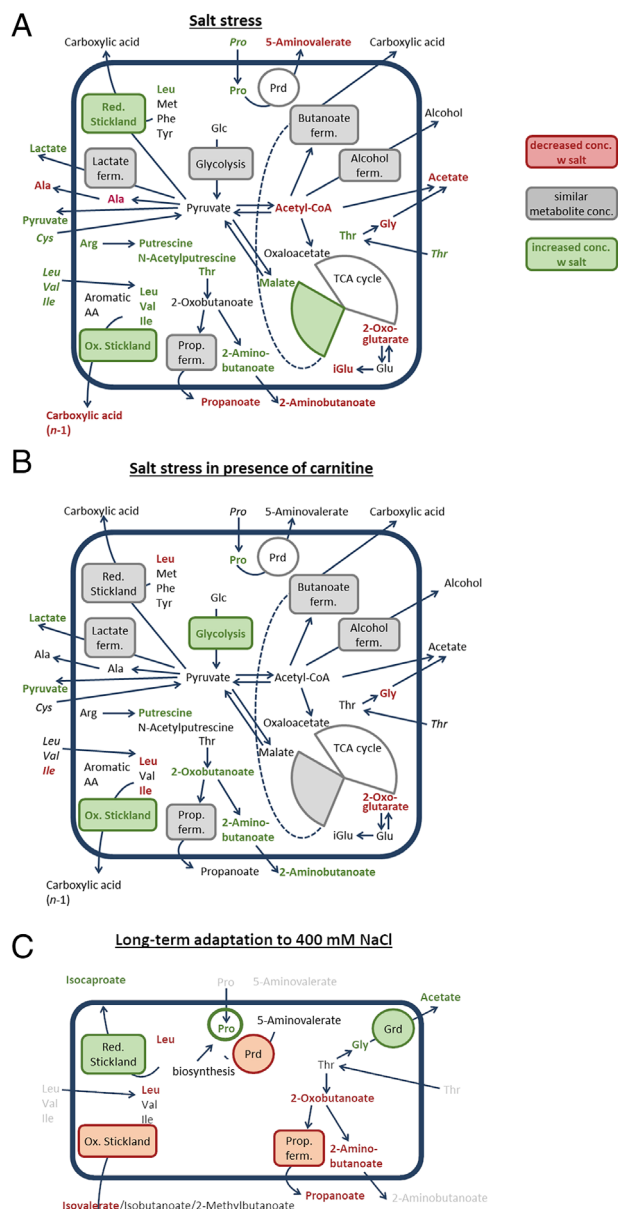 A
Salt stress
Carboxylic acid
Pro
5-Aminovalerate
Carboxylic acid
Pro
Prd
Leu
Met
Phe
Tyr
Red.
Stickland
Butanoate
ferm.
Alcohol
Glc
Lactate
Lactate
ferm.
Glycolysis
Alcohol
ferm.
Ala
Ala
Acetate
Pyruvate
Acetyl-CoA
Gly
Pyruvate
Cys
Thr
Thr
Arg
Putrescine
N-Acetylputrescine
Oxaloacetate
Thr
Malate
TCA cycle
Leu
Val
Ile
Aromatic
AA
Leu
Val
Ile
2-Oxobutanoate
Ox. Stickland
Prop.
ferm.
2-Amino-
butanoate
2-Oxo-
glutarate
iGlu
Glu
Propanoate
2-Aminobutanoate
Carboxylic acid
(n-1)
decreased conc.
w salt
similar
metabolite conc.
increased conc.
w salt
B
Salt stress in presence of carnitine
Carboxylic acid
Pro
5-Aminovalerate
Carboxylic acid
Pro
Prd
Leu
Met
Phe
Tyr
Red.
Stickland
Butanoate
ferm.
Alcohol
Glc
Lactate
Lactate
ferm.
Glycolysis
Alcohol
ferm.
Ala
Ala
Acetate
Pyruvate
Acetyl-CoA
Gly
Pyruvate
Cys
Thr
Thr
Arg
Putrescine
N-Acetylputrescine
Oxaloacetate
Thr
Malate
TCA cycle
Leu
Val
Ile
Aromatic
AA
Leu
Val
Ile
2-Oxobutanoate
Ox. Stickland
Prop.
ferm.
2-Amino-
butanoate
2-Oxo-
glutarate
iGlu
Glu
Propanoate
2-Aminobutanoate
Carboxylic acid
(n-1)
C
Long-term adaptation to 400 mM NaCl
Isocaproate
Pro
5-Aminovalerate
Acetate
Pro
5-Aminovalerate
Grd
Red.
Stickland
Leu
Prd
Gly
biosynthesis
Thr
Thr
Leu
Val
Ile
Leu
Val
Ile
2-Oxobutanoate
Ox. Stickland
Prop.
ferm.
2-Amino-
butanoate
Propanoate
2-Aminobutanoate
Isovalerate/Isobutanoate/2-Methylbutanoate